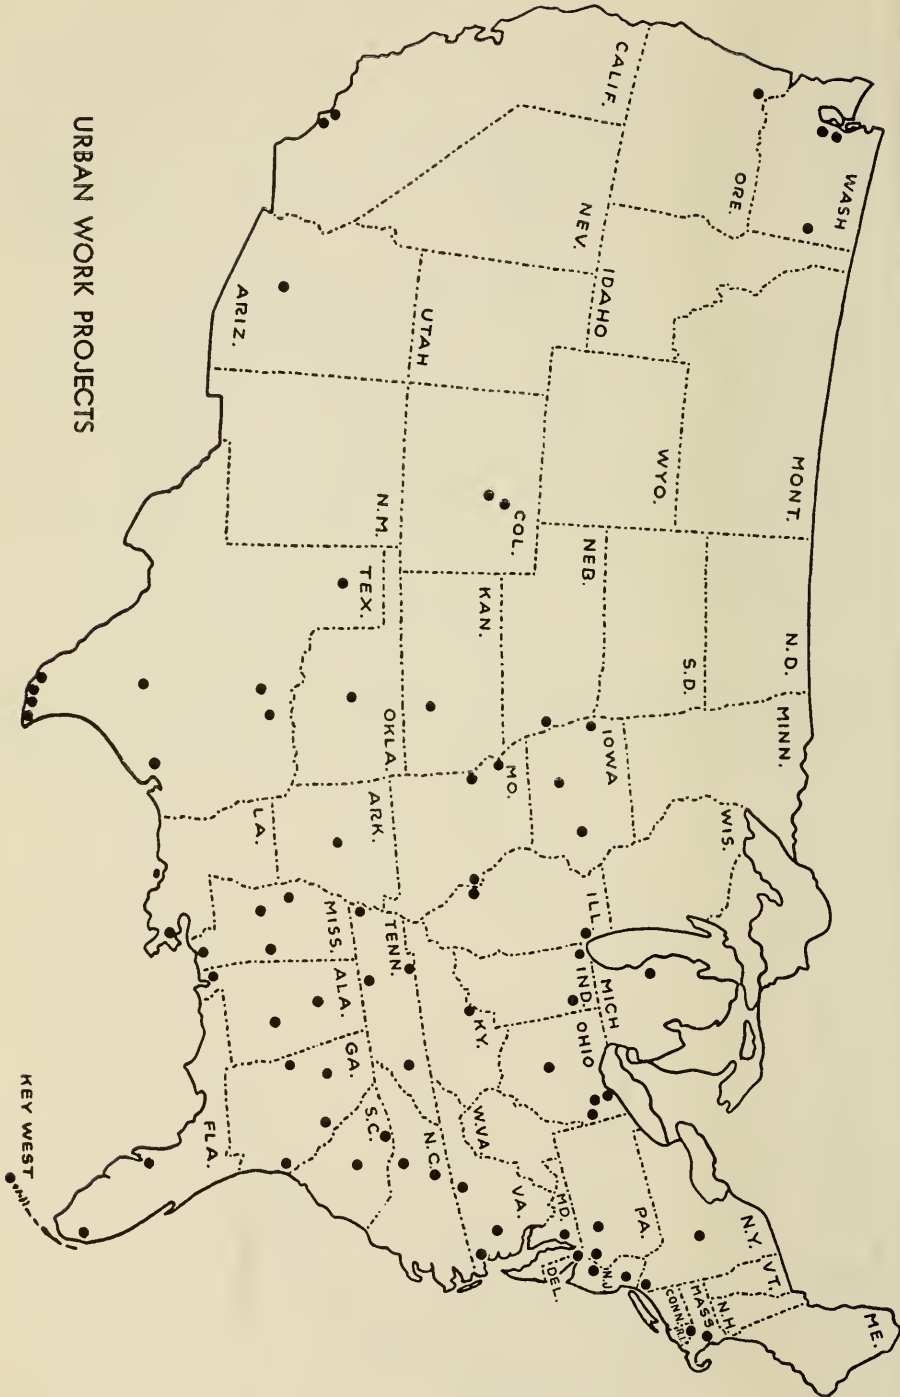 WASH
ORE.
CALIF.
NEV.
IDAHO
MONT.
WYO.
UTAH
ARIZ.
COL.
N.M.
N.D.
S.D.
NEB.
KAN.
TEX.
OKLA.
MINN.
IOWA
MO.
ARK.
LA.
WIS.
ILL.
MICH
IND.
OHIO
KY.
TENN.
MISS.
ALA.
GA.
FLA.
S.C.
N.C.
W.VA.
VA.
MD.
DEL.
PA.
N.J.
N.Y.
VT.
N.H.
MASS
CONN.
R.I.
ME.
KEY WEST
URBAN WORK PROJECTS